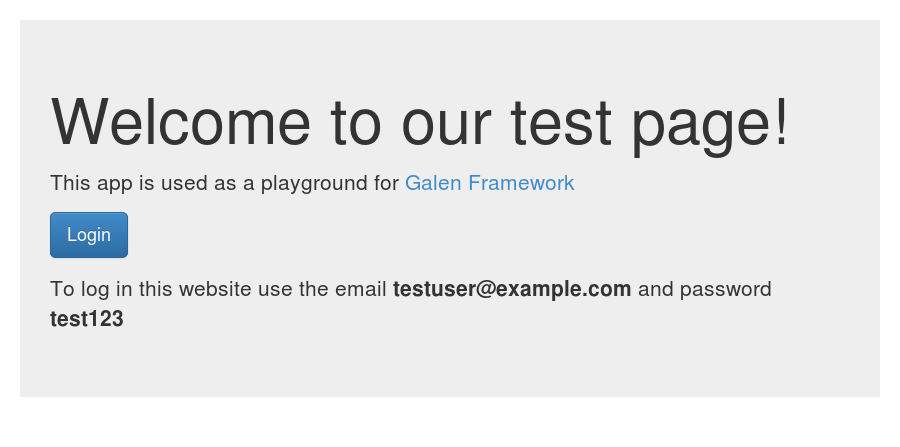 Welcome to our test page!
This app is used as a playground for Galen Framework
Login
To log in this website use the email testuser@example.com and password
test123